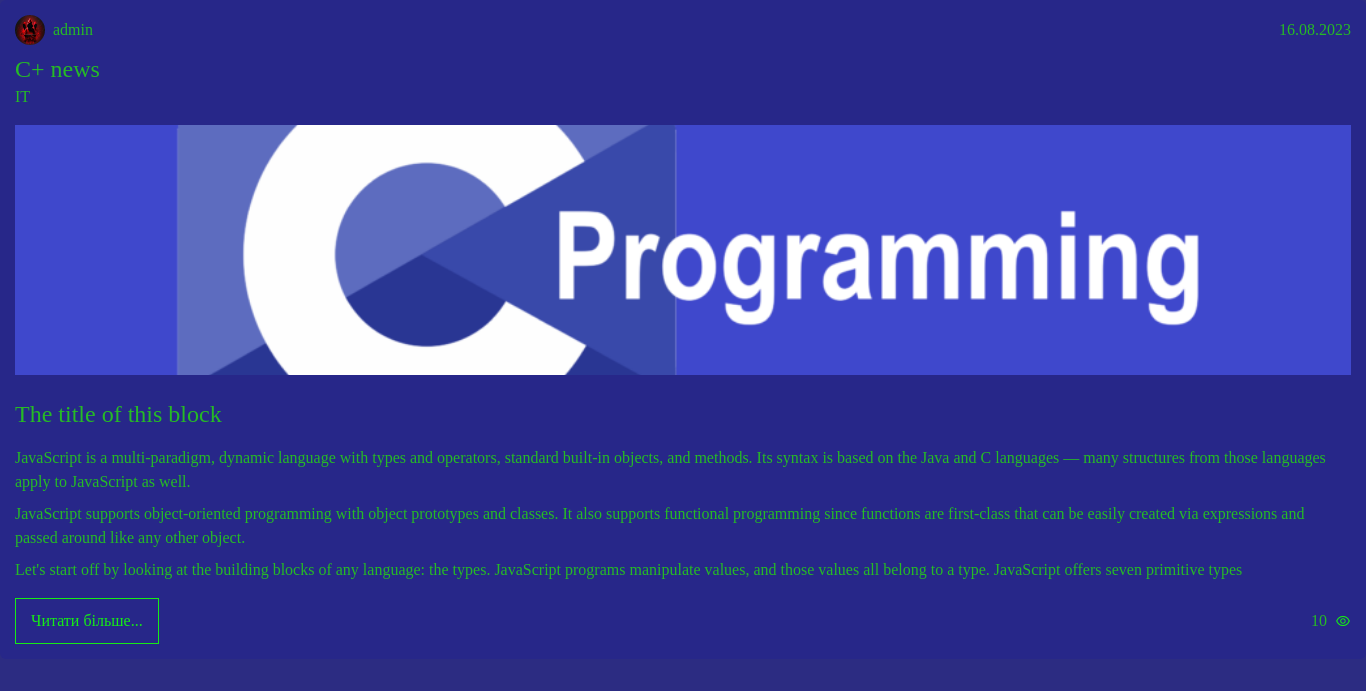 admin
16.08.2023
C+ news
IT
Programming
The title of this block
JavaScript is a multi-paradigm, dynamic language with types and operators, standard built-in objects, and methods. Its syntax is based on the Java and C languages — many structures from those languages
apply to JavaScript as well.
JavaScript supports object-oriented programming with object prototypes and classes. It also supports functional programming since functions are first-class that can be easily created via expressions and
passed around like any other object.
Let's start off by looking at the building blocks of any language: the types. JavaScript programs manipulate values, and those values all belong to a type. JavaScript offers seven primitive types
Читати більше...
10